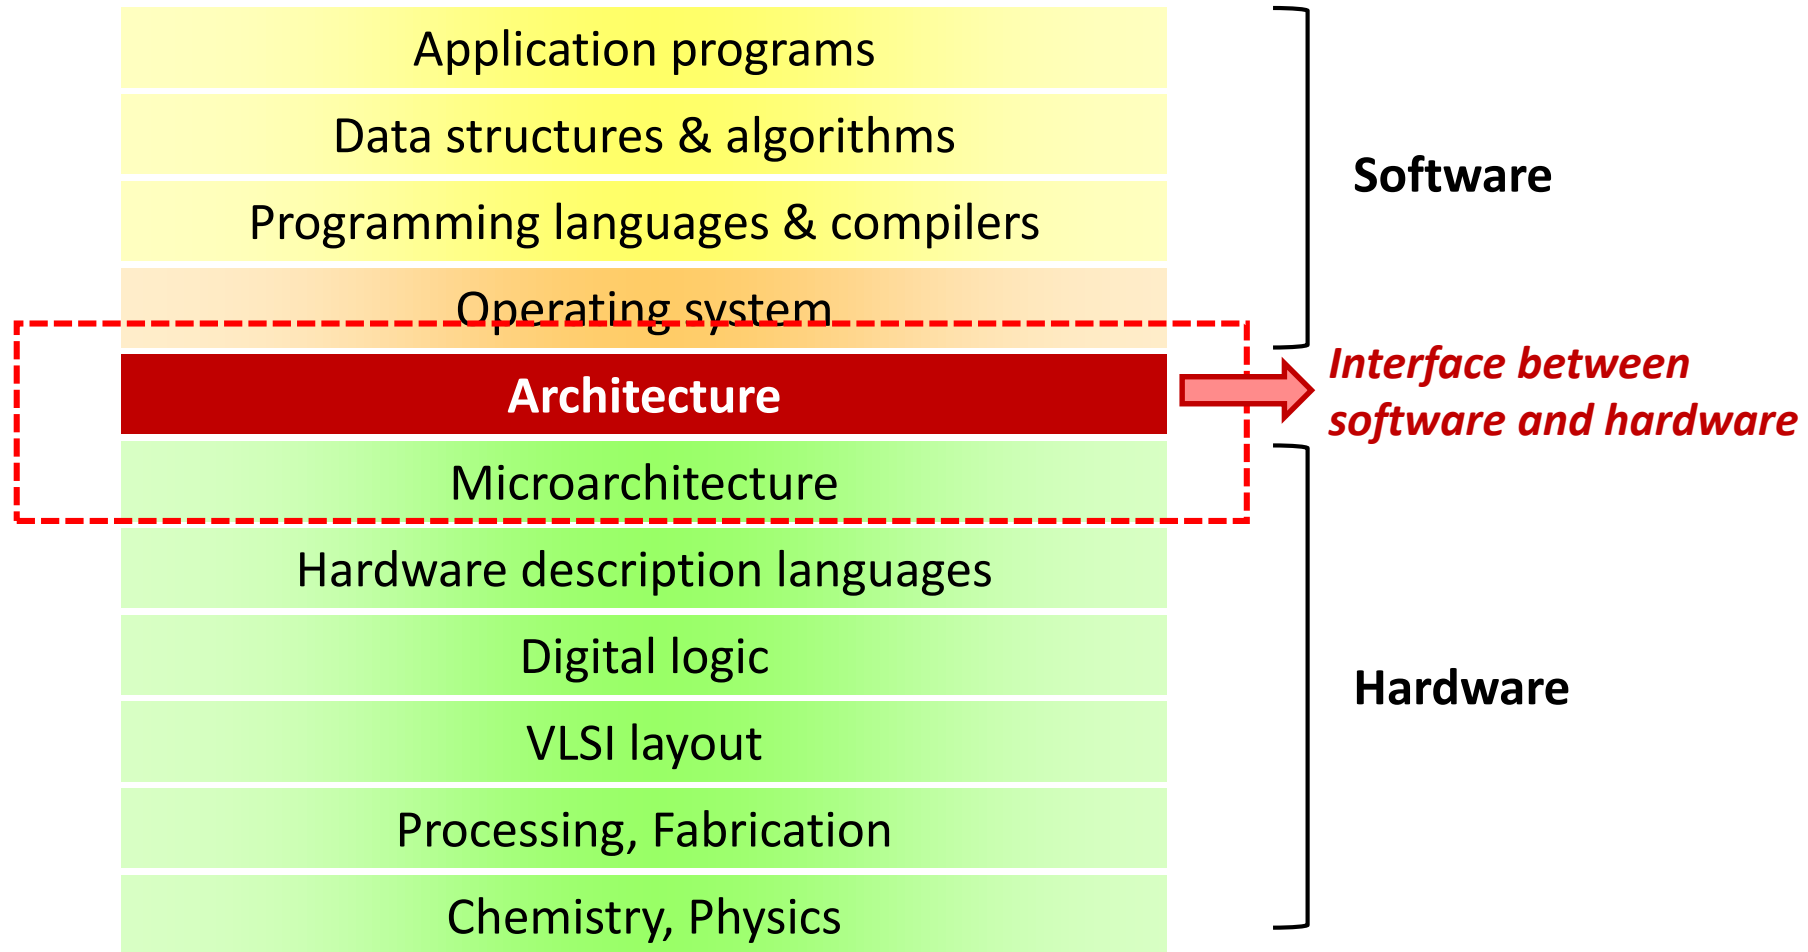 Application programs
Data structures & algorithms
Programming languages & compilers
Operating system
Architecture
Microarchitecture
Hardware description languages
Digital logic
VLSI layout
Processing, Fabrication
Chemistry, Physics
Software
Interface between
software and hardware
Hardware